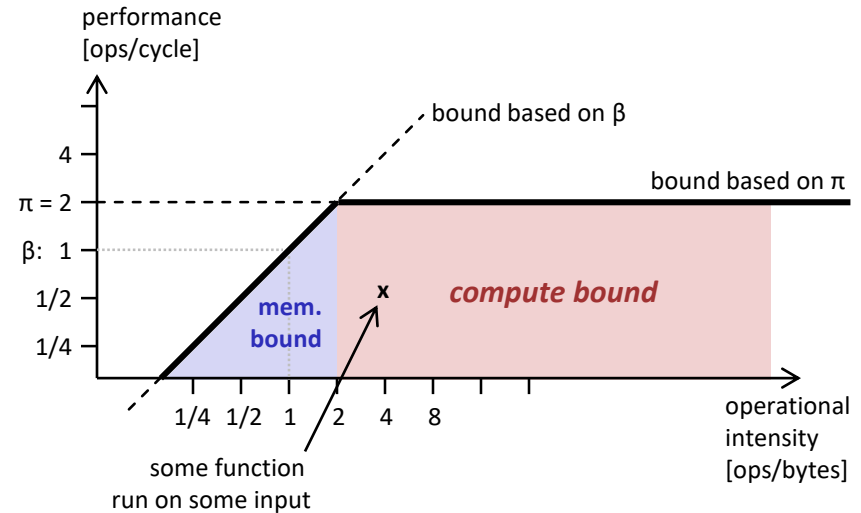 performance
[ops/cycle]
bound based on β
4
bound based on π
π = 2
β: 1
x
compute bound
1/2
mem.
bound
1/4
1/4 1/2 1 2 4 8
operational
intensity
[ops/bytes]
some function
run on some input